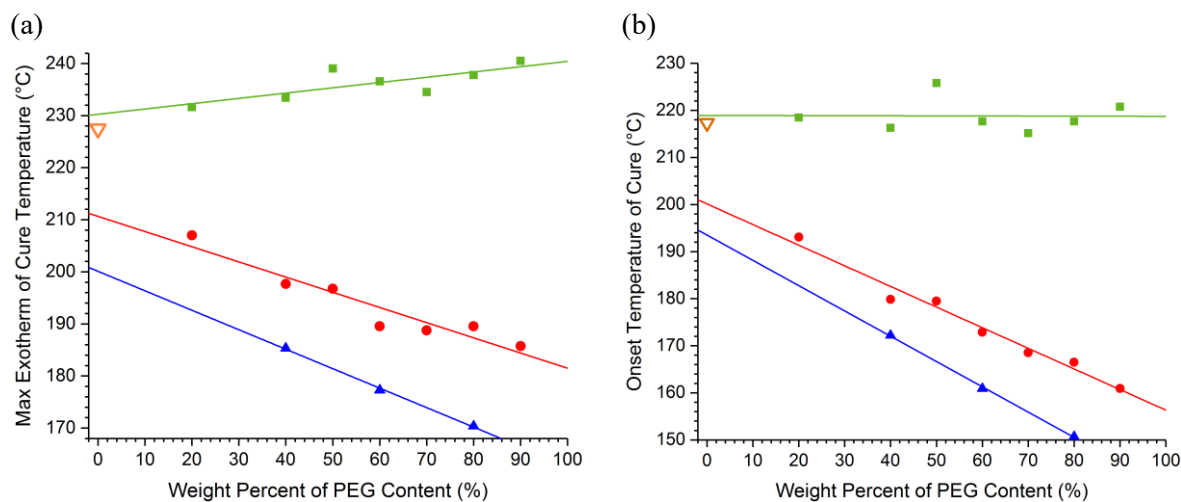 (a)
Max Exotherm of Cure Temperature (°C)
240
230
220
210
200
190
180
170
0 10 20 30 40 50 60 70 80 90 100
Weight Percent of PEG Content (%)
(b)
Onset Temperature of Cure (°C)
230
220
210
200
190
180
170
160
150
0 10 20 30 40 50 60 70 80 90 100
Weight Percent of PEG Content (%)